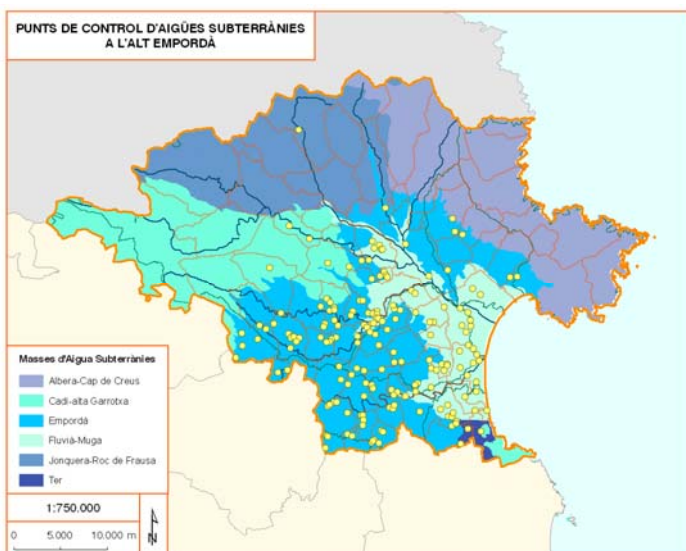 PUNTS DE CONTROL D'AIGÜES SUBTERRÀNIES
A L'ALT EMPORDÀ
Masses d'Aigua Subterrànies
Albera-Cap de Creus
Cadí-alta Garrotxa
Empordà
Fluvià-Muga
Jonquera-Roc de Frausa
Ter
1:750.000
0 5.000 10.000 m